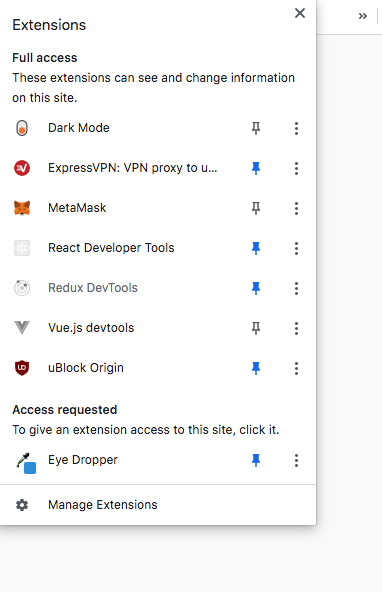 Extensions
»
Full access
These extensions can see and change information
on this site.
Dark Mode
ExpressVPN: VPN proxy to u...
MetaMask
React Developer Tools
Redux DevTools
Vue.js devtools
uBlock Origin
Access requested
To give an extension access to this site, click it.
Eye Dropper
Manage Extensions